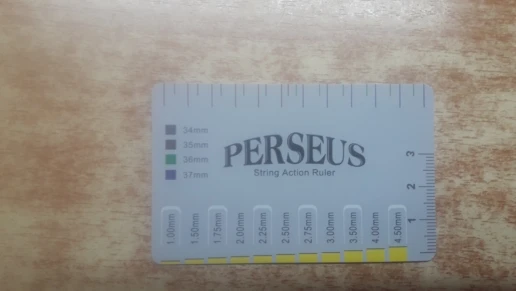 34mm
35mm
36mm
37mm
PERSEUS
String Action Ruler
3
2
1
1.00mm
1.50mm
1.75mm
2.00mm
2.25mm
2.50mm
2.75mm
3.00mm
3.50mm
4.00mm
4.50mm